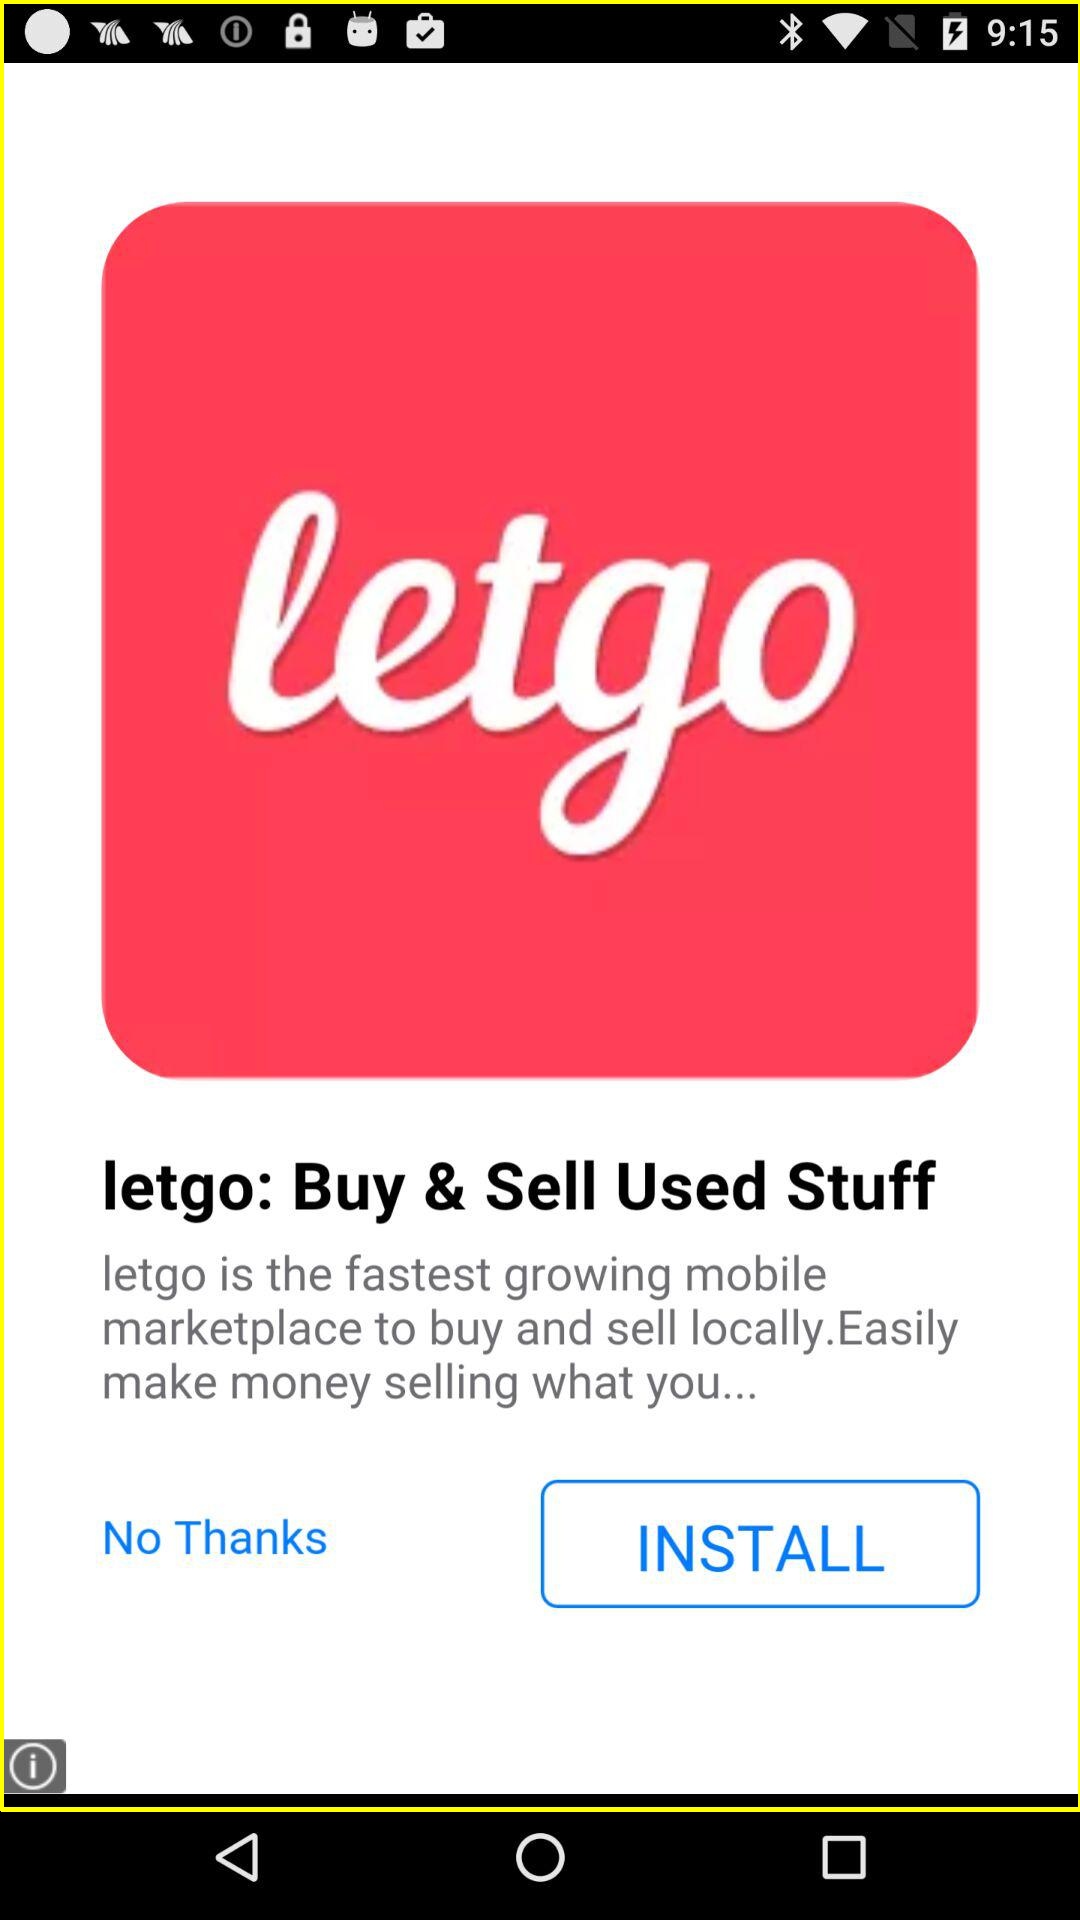 9:15
letgo
letgo: Buy & Sell Used Stuff
letgo is the fastest growing mobile
marketplace to buy and sell locally.Easily
make money selling what you...
No Thanks
INSTALL